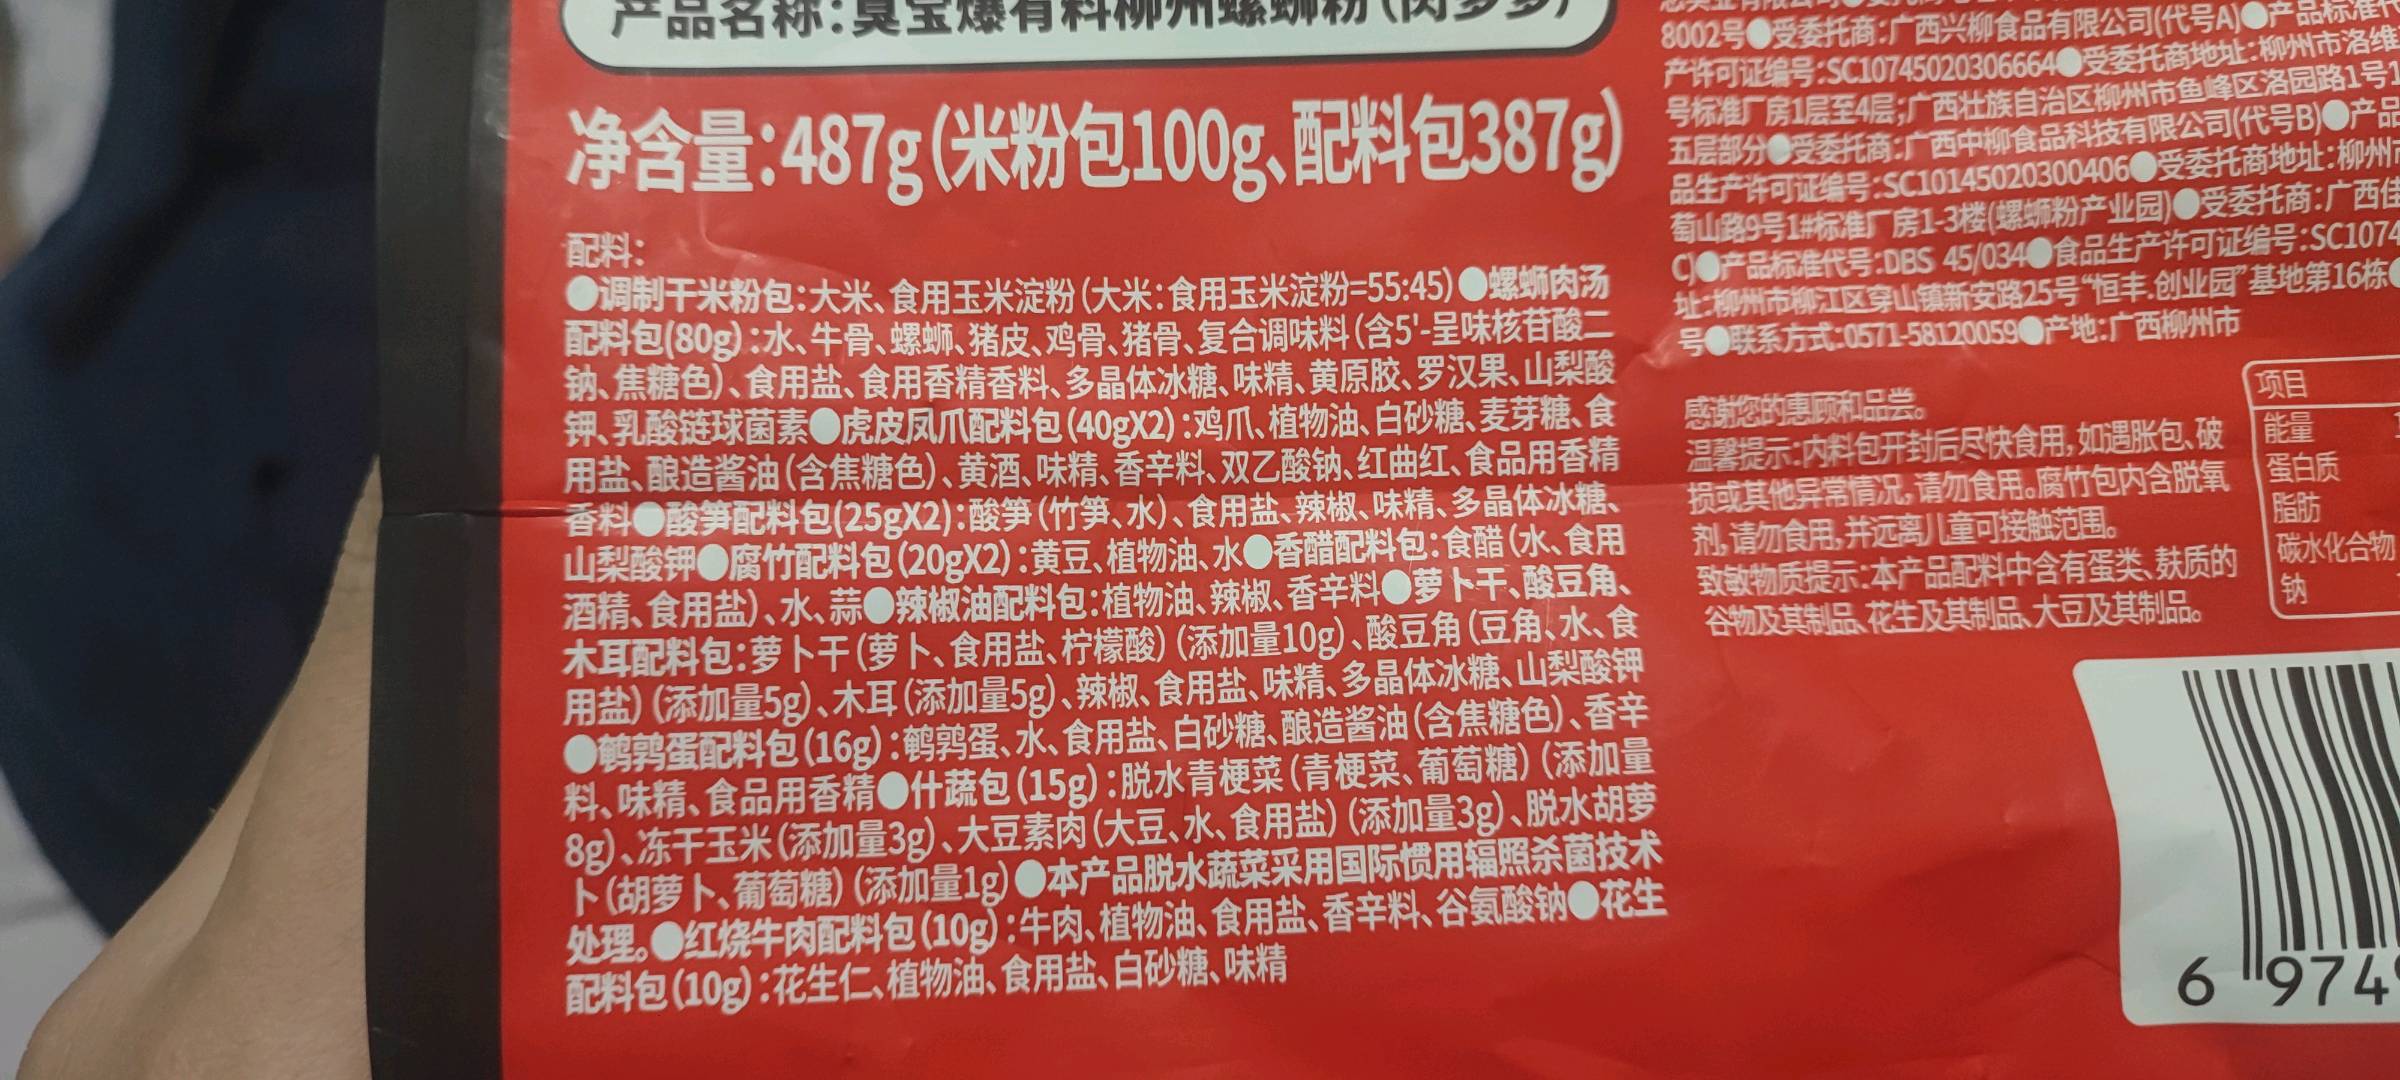 产品名称:臭宝爆有料柳州螺蛳粉(肉多多)
净含量:487g(米粉包100g、配料包387g)
配料:
●调制干米粉包:大米、食用玉米淀粉(大米:食用玉米淀粉=55:45)●螺蛳肉汤
配料包(80g):水、牛骨、螺蛳、猪皮、鸡骨、猪骨、复合调味料(含5'-呈味核苷酸二
钠、焦糖色)、食用盐、食用香精香料、多晶体冰糖、味精、黄原胶、罗汉果、山梨酸
钾、乳酸链球菌素●虎皮凤爪配料包(40gX2):鸡爪、植物油、白砂糖、麦芽糖、食
用盐、酿造酱油(含焦糖色)、黄酒、味精、香辛料、双乙酸钠、红曲红、食品用香精
香料●酸笋配料包(25gX2):酸笋(竹笋、水)、食用盐、辣椒、味精、多晶体冰糖、
山梨酸钾●腐竹配料包(20gX2):黄豆、植物油、水●香醋配料包:食醋(水、食用
酒精、食用盐)、水、蒜●辣椒油配料包:植物油、辣椒、香辛料●萝卜干、酸豆角、
木耳配料包:萝卜干(萝卜、食用盐、柠檬酸)(添加量10g)、酸豆角(豆角、水、食
用盐)(添加量5g)、木耳(添加量5g)、辣椒、食用盐、味精、多晶体冰糖、山梨酸钾
●鹌鹑蛋配料包(16g):鹌鹑蛋、水、食用盐、白砂糖、酿造酱油(含焦糖色)、香辛
料、味精、食品用香精●什蔬包(15g):脱水青梗菜(青梗菜、葡萄糖)(添加量
8g)、冻干玉米(添加量3g)、大豆素肉(大豆、水、食用盐)(添加量3g)、脱水胡萝
卜(胡萝卜、葡萄糖)(添加量1g)●本产品脱水蔬菜采用国际惯用辐照杀菌技术
处理。●红烧牛肉配料包(10g):牛肉、植物油、食用盐、香辛料、谷氨酸钠●花生
配料包(10g):花生仁、植物油、食用盐、白砂糖、味精
8002号●受委托商:广西兴柳食品有限公司(代号A)●产品标准代
产许可证编号:SC10745020306664●受委托商地址:柳州市洛维
号标准厂房1层至4层;广西壮族自治区柳州市鱼峰区洛园路1号1
五层部分●受委托商:广西中柳食品科技有限公司(代号B)●产品
品生产许可证编号:SC10145020300406●受委托商地址:柳州市
蜀山路9号1#标准厂房1-3楼(螺蛳粉产业园)●受委托商:广西佳
C)●产品标准代号:DBS 45/034●食品生产许可证编号:SC1074
址:柳州市柳江区穿山镇新安路25号“恒丰.创业园”基地第16栋●
号●联系方式:0571-58120059●产地:广西柳州市
感谢您的惠顾和品尝。
温馨提示:内料包开封后尽快食用,如遇胀包、破
损或其他异常情况,请勿食用。腐竹包内含脱氧
剂,请勿食用,并远离儿童可接触范围。
致敏物质提示:本产品配料中含有蛋类、麸质的
谷物及其制品、花生及其制品、大豆及其制品。
项目
能量
蛋白质
脂肪
碳水化合物
钠
6 974